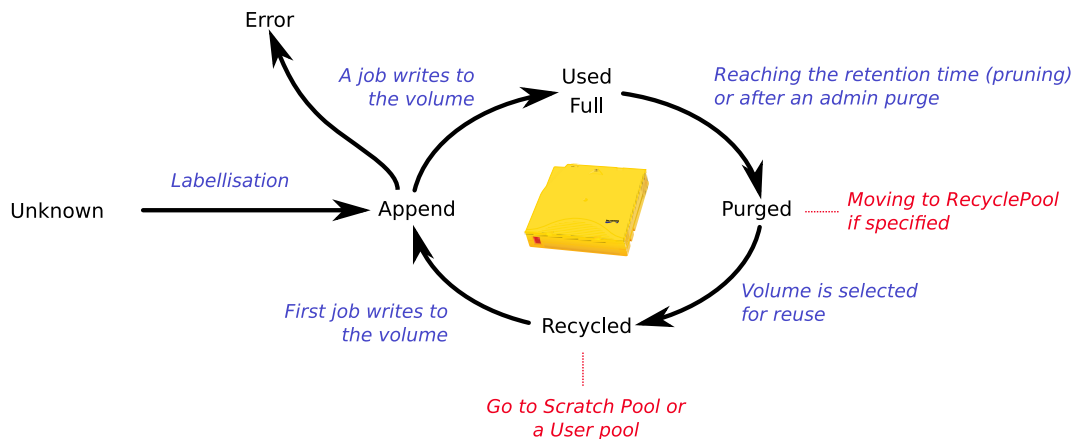 Error
A job writes to
the volume
Used
Full
Reaching the retention time (pruning)
or after an admin purge
Labellisation
Unknown
Append
Purged
Moving to RecyclePool
if specified
First job writes to
the volume
Recycled
Volume is selected
for reuse
Go to Scratch Pool or
a User pool